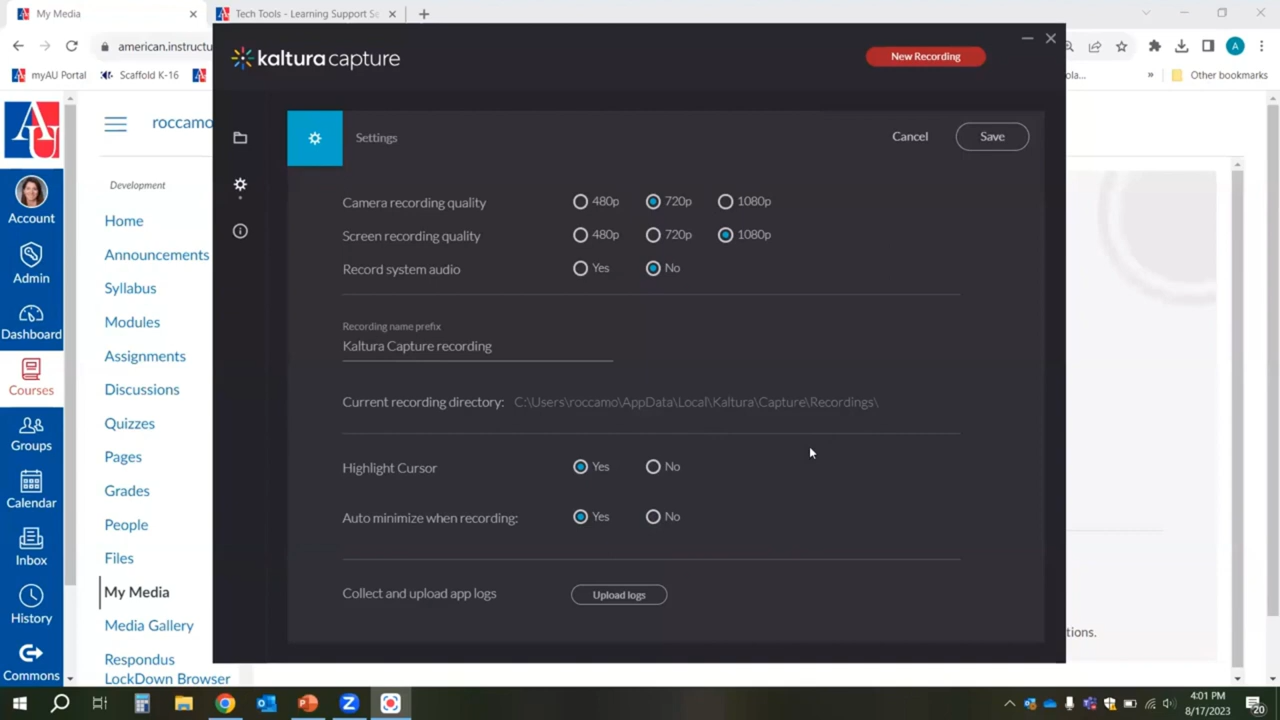 My Media
Tech Tools - Learning Support Se
american.instructu
myAU Portal
Scaffold K-16
ola...
Other bookmarks
kaltura capture
New Recording
Account
Admin
Dashboard
Courses
Groups
Calendar
Inbox
History
Commons
roccamo
Development
Home
Announcements
Syllabus
Modules
Assignments
Discussions
Quizzes
Pages
Grades
People
Files
My Media
Media Gallery
Respondus
LockDown Browser
Settings
Cancel
Save
Camera recording quality 480p 720p 1080p
Screen recording quality 480p 720p 1080p
Record system audio Yes No
Recording name prefix
Kaltura Capture recording
Current recording directory: C:\Users\roccamo\AppData\Local\Kaltura\Capture\Recordings\
Highlight Cursor Yes No
Auto minimize when recording: Yes No
Collect and upload app logs Upload logs
tions.
4:01 PM
8/17/2023
20